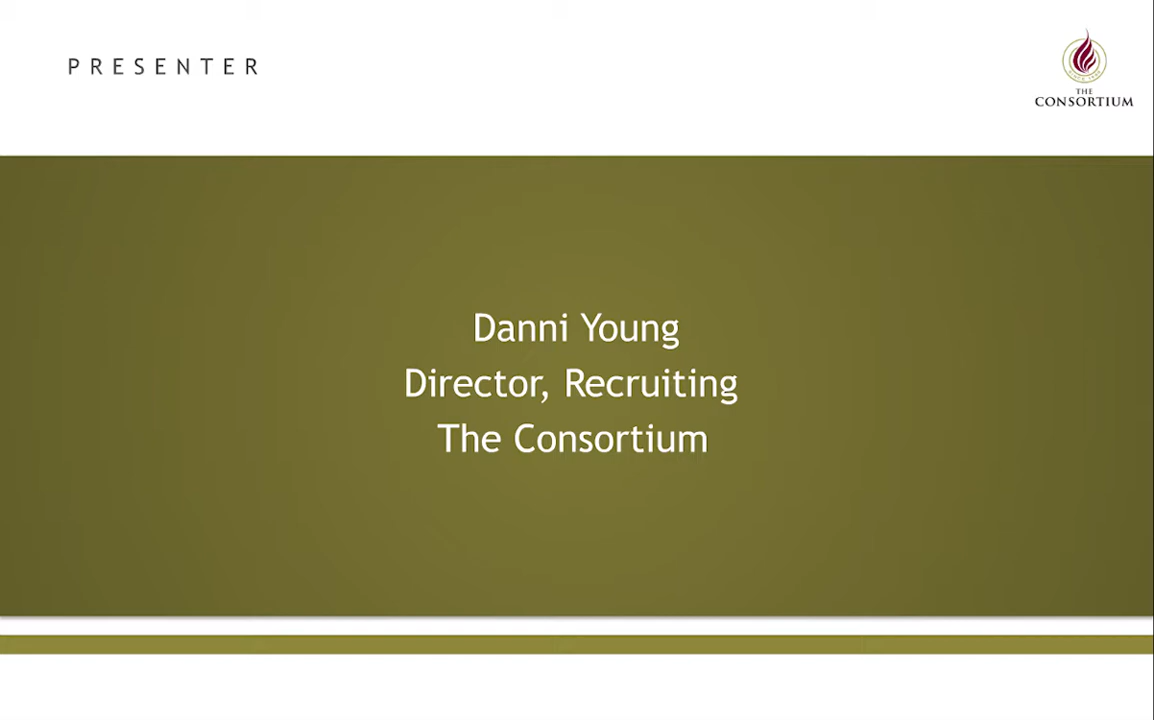 PRESENTER
THE
CONSORTIUM
Danni Young
Director, Recruiting
The Consortium